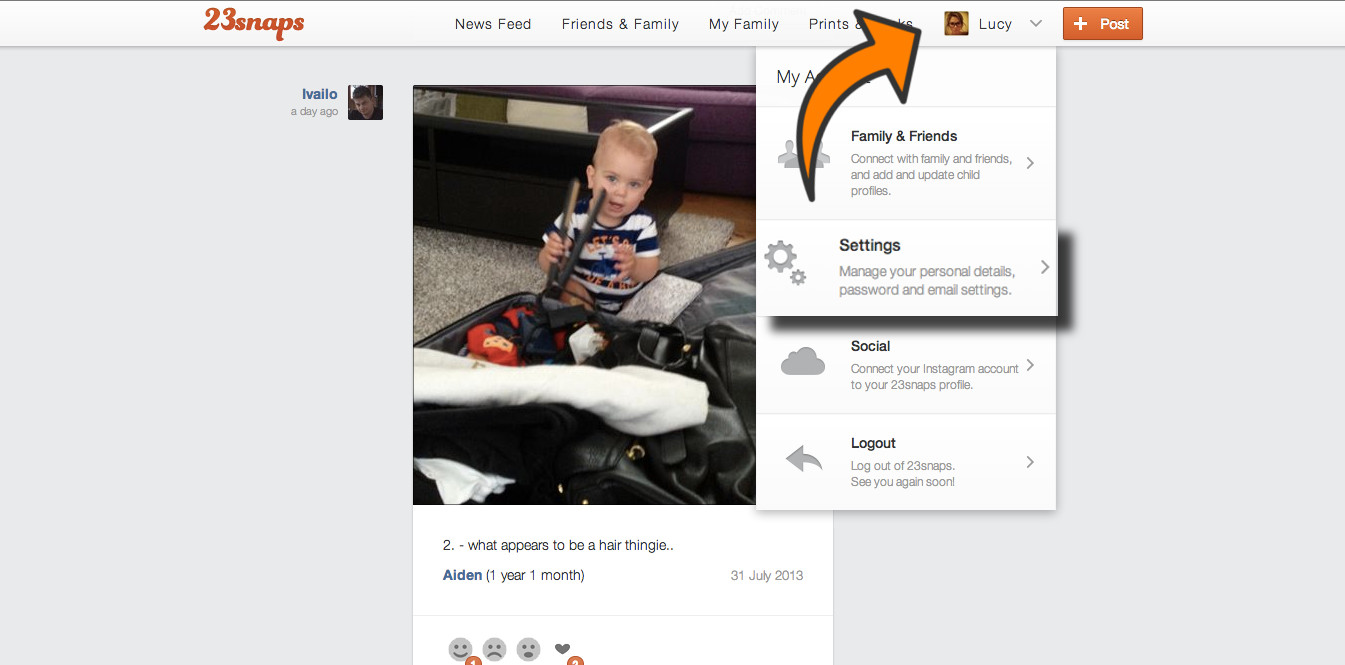 23snaps
News Feed
Friends & Family
My Family
Prints &
Lucy
Post
My A
Ivailo
a day ago
Family & Friends
Connect with family and friends,
and add and update child
profiles.
Settings
Manage your personal details,
password and email settings.
Social
Connect your Instagram account
to your 23snaps profile.
Logout
Log out of 23snaps.
See you again soon!
LET'S
2. - what appears to be a hair thingie..
Aiden (1 year 1 month)
31 July 2013